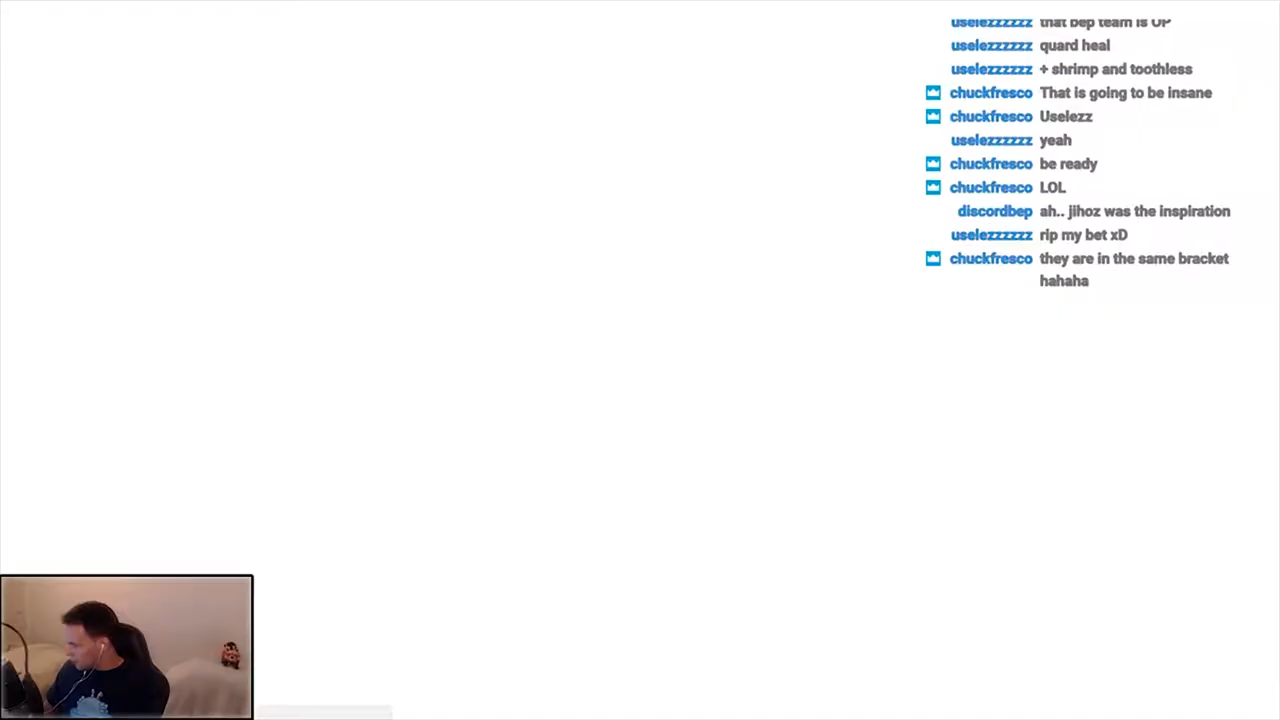 uselezzzzzz that bep team is OP
uselezzzzzz quard heal
uselezzzzzz + shrimp and toothless
chuckfresco That is going to be insane
chuckfresco Uselezz
uselezzzzzz yeah
chuckfresco be ready
chuckfresco LOL
discordbep ah.. jihoz was the inspiration
uselezzzzzz rip my bet xD
chuckfresco they are in the same bracket
hahaha